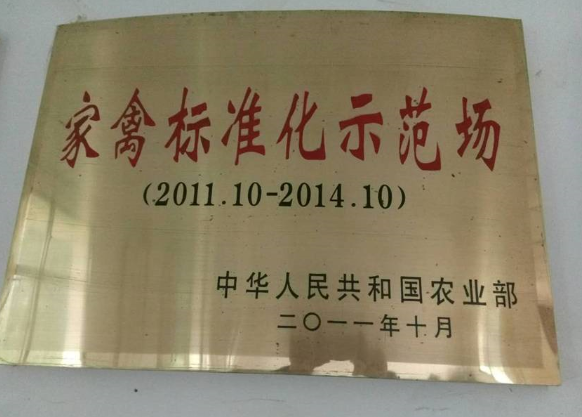 家禽标准化示范场
(2011.10-2014.10)
中华人民共和国农业部
二〇一一年十月